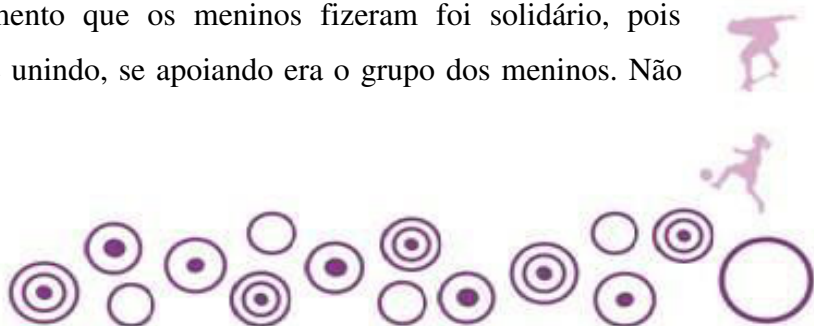 mento que os meninos fizeram foi solidário, pois
unindo, se apoiando era o grupo dos meninos. Não